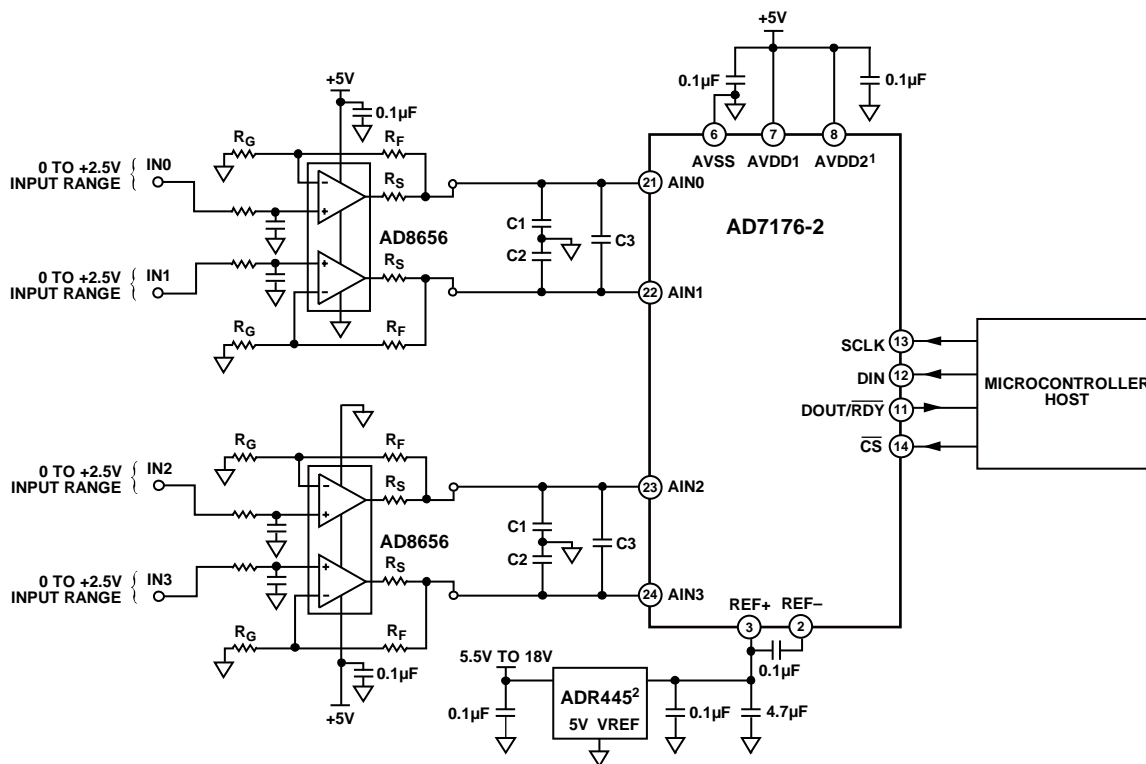 +5V
0.1µF
0.1µF
+5V
0.1µF
6
7
8
AVSS
AVDD1
AVDD2¹
RG
RF
0 TO +2.5V
INPUT RANGE
IN0
RS
21
AIN0
AD7176-2
AD8656
C1
C2
C3
0 TO +2.5V
INPUT RANGE
IN1
RS
22
AIN1
RG
RF
SCLK
13
DIN
12
DOUT/RDY
11
CS
14
MICROCONTROLLER
HOST
RG
RF
0 TO +2.5V
INPUT RANGE
IN2
RS
23
AIN2
AD8656
C1
C2
C3
0 TO +2.5V
INPUT RANGE
IN3
RS
24
AIN3
RG
RF
0.1µF
+5V
REF+
REF–
3
2
0.1µF
5.5V TO 18V
0.1µF
ADR445²
5V VREF
0.1µF
4.7µF